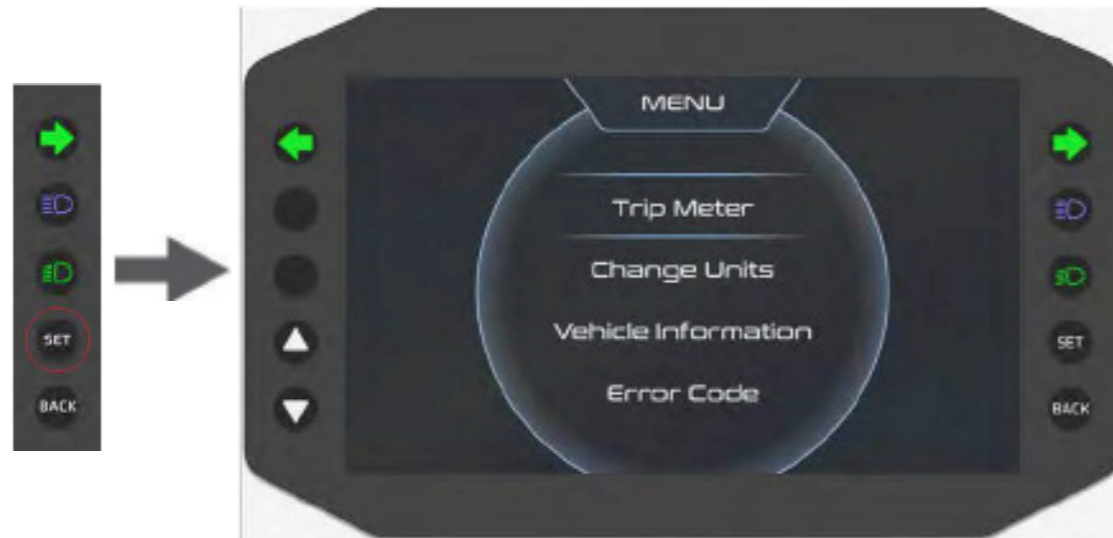 SET
BACK
MENU
Trip Meter
Change Units
Vehicle Information
Error Code
SET
BACK